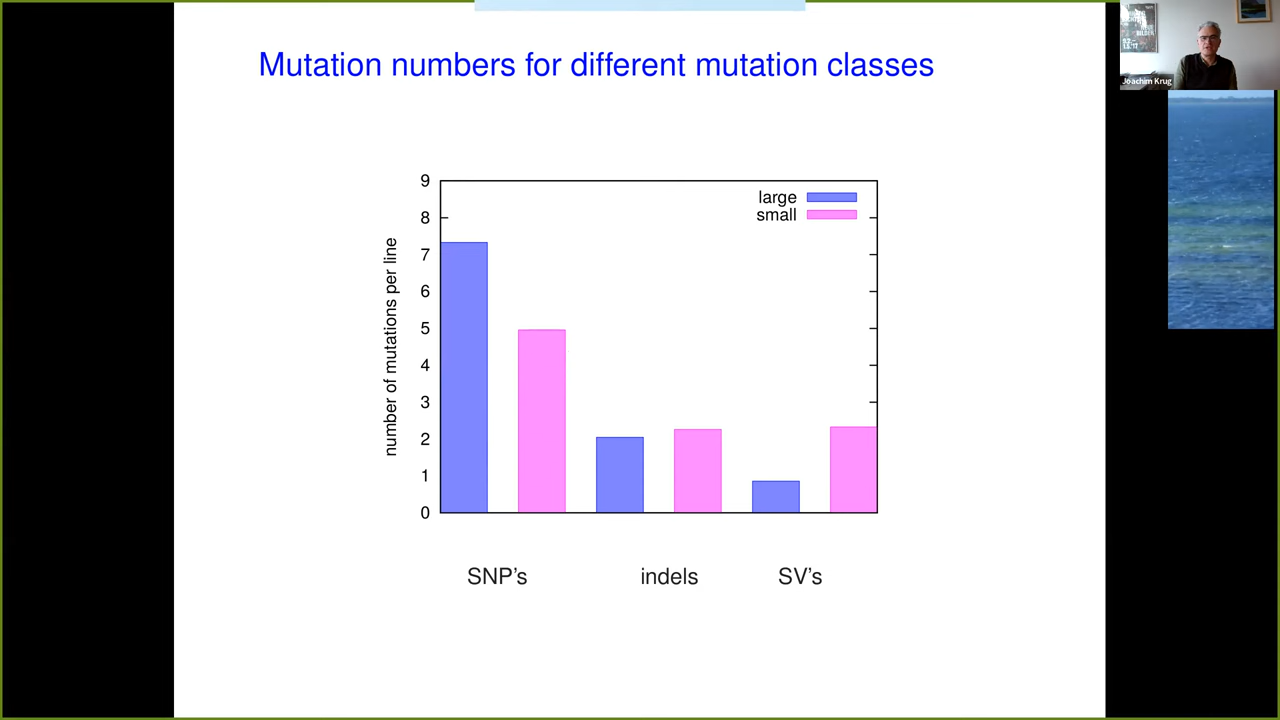 Mutation numbers for different mutation classes
Joachim Krug
number of mutations per line
9
8
7
6
5
4
3
2
1
0
large
small
SNP's
indels
SV's